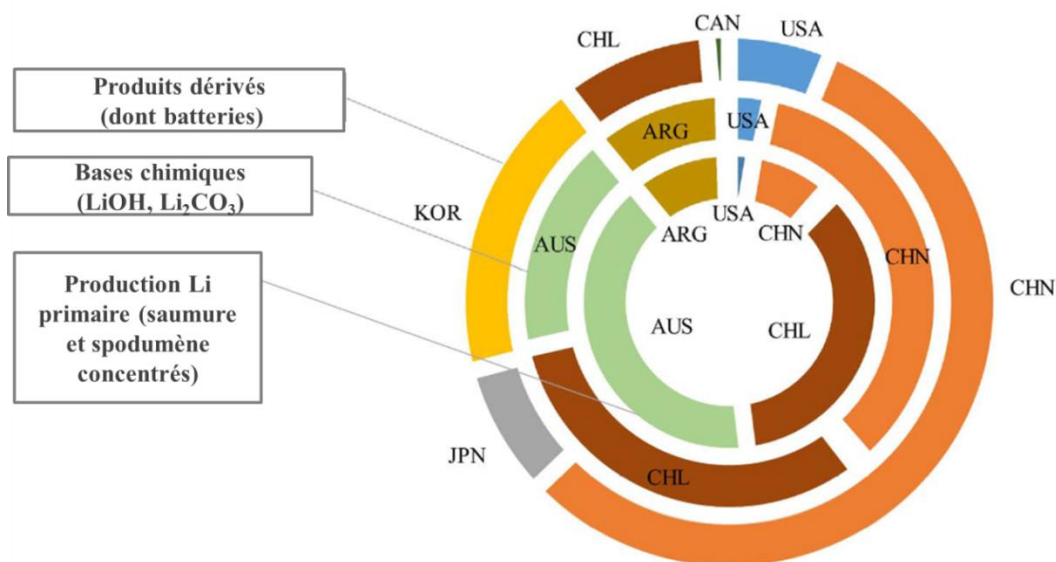 CAN
USA
CHL
Produits dérivés
(dont batteries)
ARG
USA
Bases chimiques
(LiOH, Li₂CO₃)
KOR
USA
ARG
CHN
AUS
CHN
CHN
Production Li
primaire (saumure
et spodumène
concentrés)
AUS
CHL
JPN
CHL